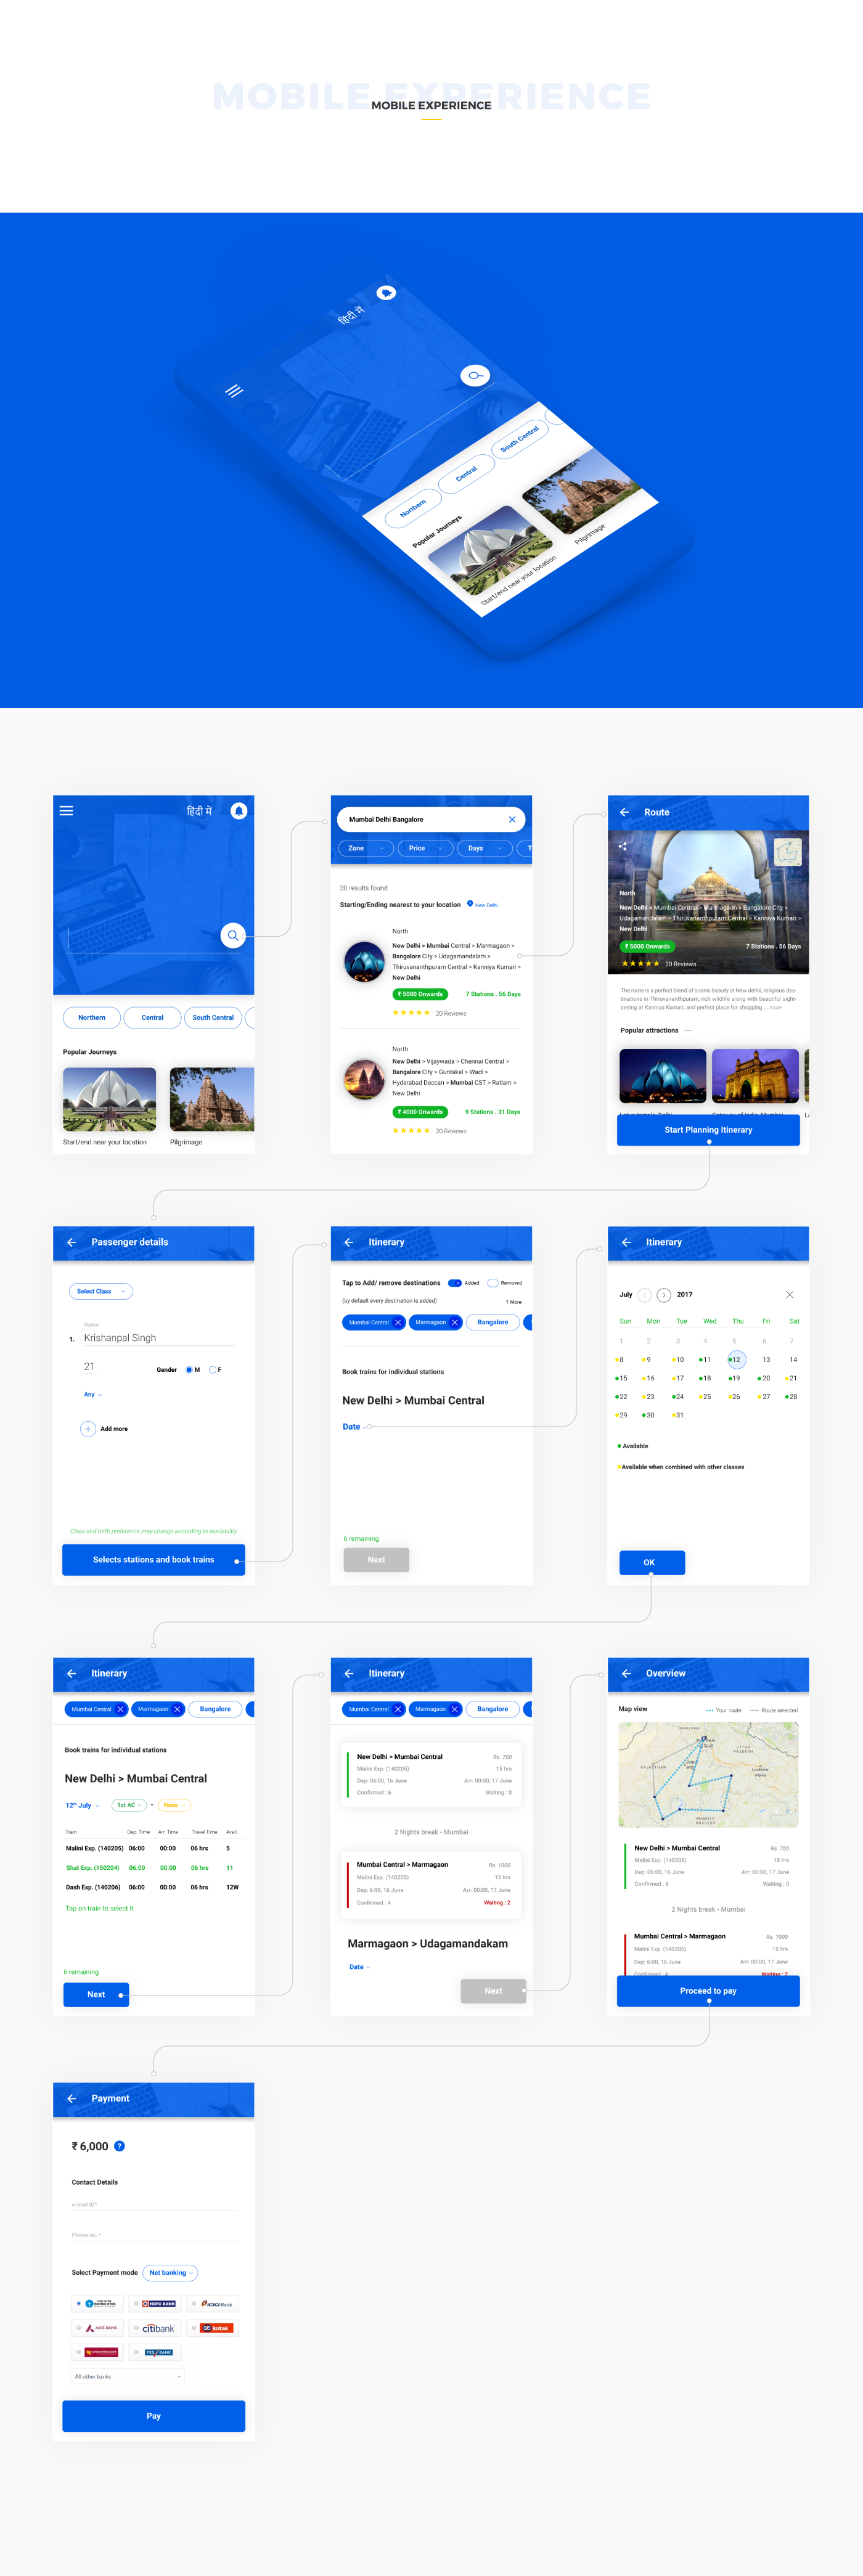 MOBILE EXPERIENCE
MOBILE EXPERIENCE
हिंदी में
Northern
Central
South Central
Popular Journeys
Start/end near your location
Pilgrimage
हिंदी में
Northern
Central
South Central
Popular Journeys
Start/end near your location
Pilgrimage
Mumbai Delhi Bangalore
Zone
Price
Days
T
30 results found
Starting/Ending nearest to your location
New Delhi
North
New Delhi > Mumbai Central > Marmagaon >
Bangalore City > Udagamandalam >
Thiruvananthpuram Central > Kanniya Kumari >
New Delhi
₹ 5000 Onwards
7 Stations . 56 Days
20 Reviews
North
New Delhi > Vijaywada > Chennai Central >
Bangalore City > Guntakal > Wadi >
Hyderabad Deccan > Mumbai CST > Ratlam >
New Delhi
₹ 4000 Onwards
9 Stations . 31 Days
20 Reviews
Route
North
New Delhi > Mumbai Central > Marmagaon > Bangalore City >
Udagamandalam > Thiruvananthpuram Central > Kanniya Kumari >
New Delhi
₹ 5000 Onwards
7 Stations . 56 Days
20 Reviews
The route is a perfect blend of scenic beauty at New delhii, religious des-
tinations in Thiruvananthpuram, rich wildlife along with beautiful sight-
seeing at Kanniya Kumari, and perfect place for shopping ... more
Popular attractions
Start Planning Itinerary
Passenger details
Select Class
Name
1. Krishanpal Singh
21
Gender
M
F
Any
Add more
Class and birth preference may change according to availability
Selects stations and book trains
Itinerary
Tap to Add/ remove destinations
Added
Removed
(by default every destination is added)
1 More
Mumbai Central
Marmagaon
Bangalore
Book trains for individual stations
New Delhi > Mumbai Central
Date
6 remaining
Next
Itinerary
July
2017
Sun Mon Tue Wed Thu Fri Sat
1 2 3 4 5 6 7
8 9 10 11 12 13 14
15 16 17 18 19 20 21
22 23 24 25 26 27 28
29 30 31
Available
Available when combined with other classes
OK
Itinerary
Mumbai Central
Marmagaon
Bangalore
Book trains for individual stations
New Delhi > Mumbai Central
12th July
1st AC
None
Train Dep. Time Arr. Time Travel Time Avail.
Malini Exp. (140205) 06:00 00:00 06 hrs 5
Shat Exp. (150204) 06:00 00:00 06 hrs 11
Dash Exp. (140206) 06:00 00:00 06 hrs 12W
Tap on train to select it
6 remaining
Next
Itinerary
Mumbai Central
Marmagaon
Bangalore
New Delhi > Mumbai Central Rs. 700
Malini Exp. (140205) 15 hrs
Dep: 06:00, 16 June Arr: 00:00, 17 June
Confirmed : 6 Waiting : 0
2 Nights break - Mumbai
Mumbai Central > Marmagaon Rs. 1000
Malini Exp. (140205) 15 hrs
Dep: 6:00, 16 June Arr: 00:00, 17 June
Confirmed : 4 Waiting : 2
Marmagaon > Udagamandakam
Date
Next
Overview
Map view
Your route
Route selected
HARYANA
RAJASTHAN
UTTAR
PRADESH
Lucknow
MADHYA
PRADESH
New Delhi > Mumbai Central Rs. 700
Malini Exp. (140205) 15 hrs
Dep: 06:00, 16 June Arr: 00:00, 17 June
Confirmed : 6 Waiting : 0
2 Nights break - Mumbai
Mumbai Central > Marmagaon Rs. 1000
Malini Exp. (140205) 15 hrs
Dep: 6:00, 16 June Arr: 00:00, 17 June
Confirmed : 4 Waiting : 2
Proceed to pay
Payment
₹ 6,000
?
Contact Details
e-mail ID*
Phone no. *
Select Payment mode
Net banking
HDFC BANK
ICICI Bank
AXIS BANK
citibank
kotak
YES BANK
All other banks
Pay